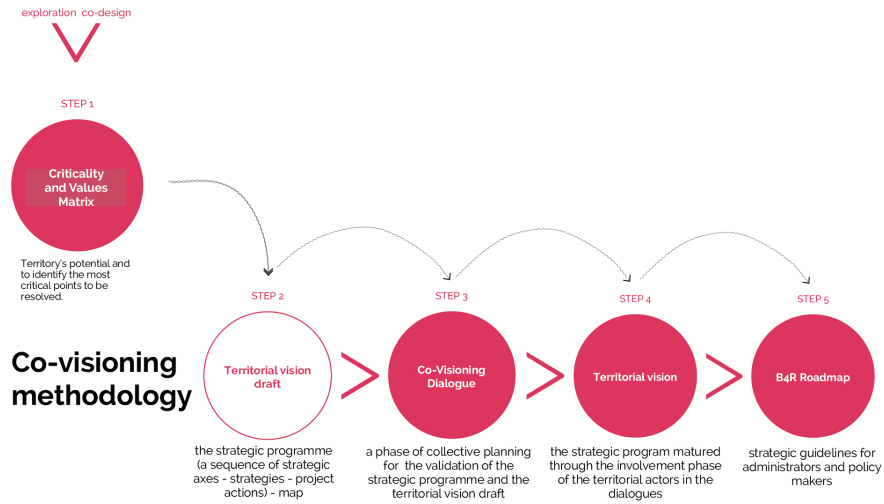 exploration co-design
STEP 1
Criticality
and Values
Matrix
Territory's potential and
to identify the most
critical points to be
resolved.
Co-visioning
methodology
STEP 2
Territorial vision
draft
the strategic programme
(a sequence of strategic
axes - strategies - project
actions) - map
STEP 3
Co-Visioning
Dialogue
a phase of collective planning
for the validation of the
strategic programme and the
territorial vision draft
STEP 4
Territorial vision
the strategic program matured
through the involvement phase
of the territorial actors in the
dialogues
STEP 5
B4R Roadmap
strategic guidelines for
administrators and policy
makers